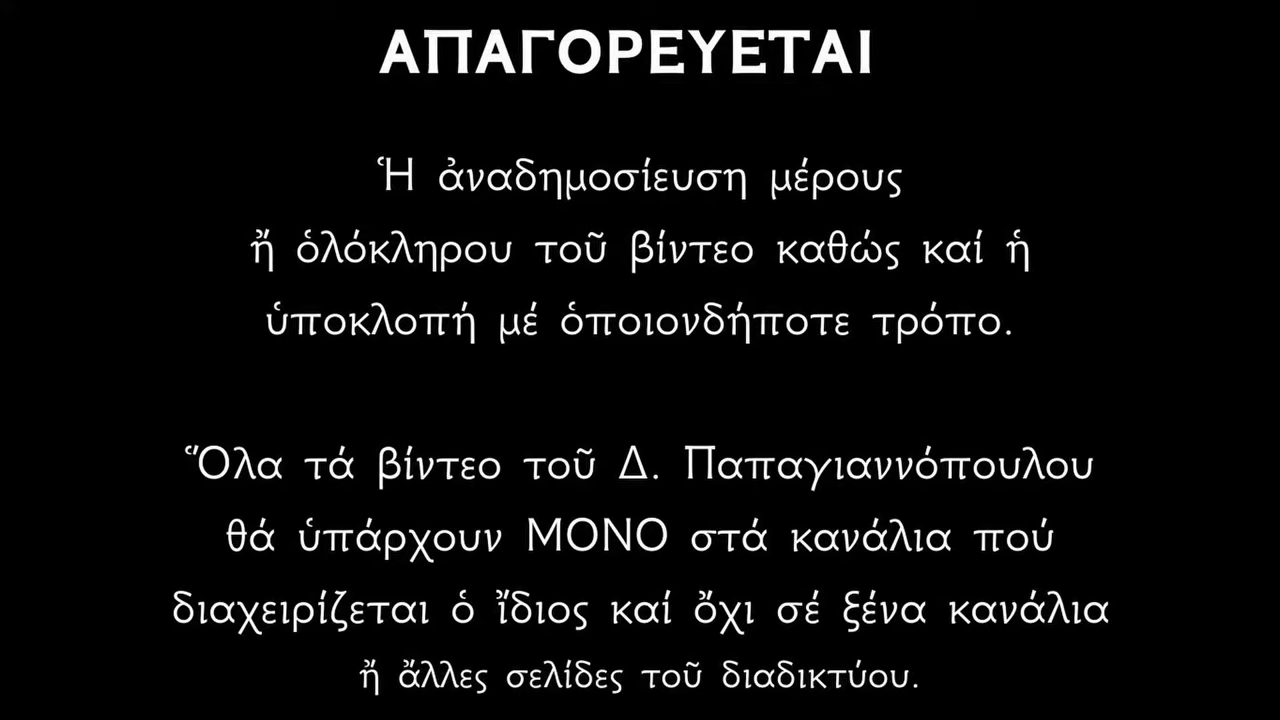 ΑΠΑΓΟΡΕΥΕΤΑΙ
Ἡ ἀναδημοσίευση μέρους
ἤ ὁλόκληρου τοῦ βίντεο καθώς καί ἡ
ὑποκλοπή μέ ὁποιονδήποτε τρόπο.
Ὅλα τά βίντεο τοῦ Δ. Παπαγιαννόπουλου
θά ὑπάρχουν ΜΟΝΟ στά κανάλια πού
διαχειρίζεται ὁ ἴδιος καί ὄχι σέ ξένα κανάλια
ἤ ἄλλες σελίδες τοῦ διαδικτύου.